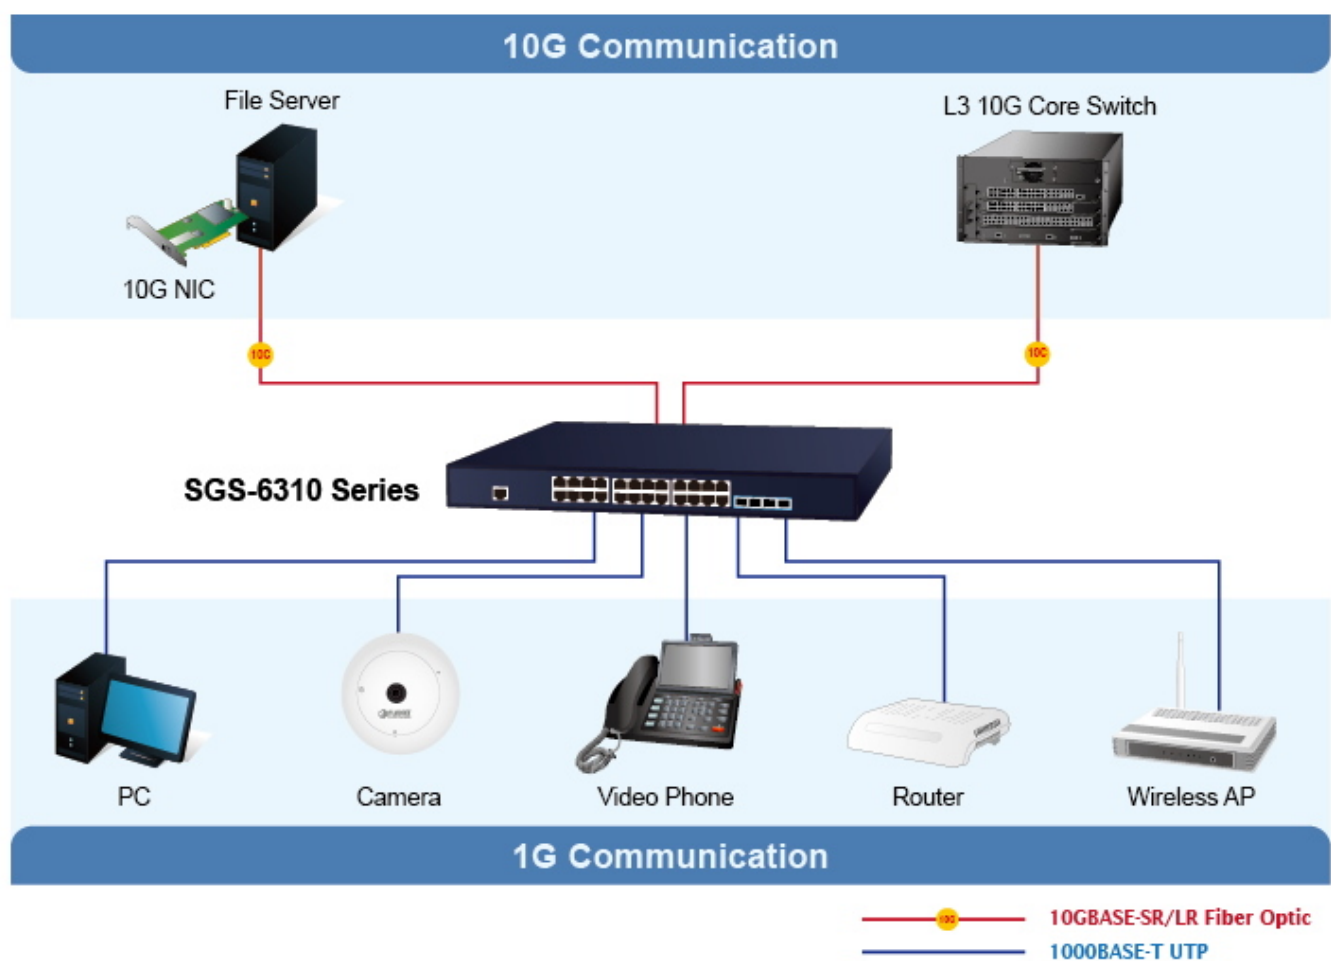 10G Communication
File Server
L3 10G Core Switch
10G NIC
10G
10G
SGS-6310 Series
PLANET
PC
Camera
Video Phone
Router
Wireless AP
1G Communication
10G
10GBASE-SR/LR Fiber Optic
1000BASE-T UTP